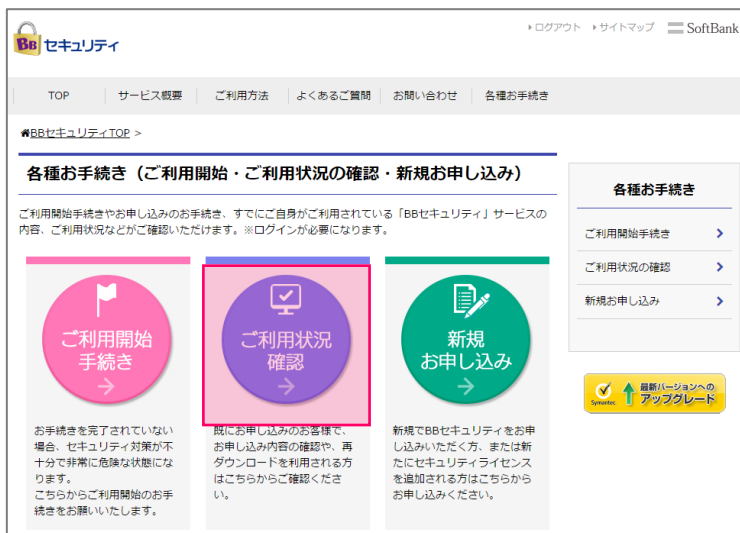 ログアウト サイトマップ SoftBank
BB セキュリティ
TOP サービス概要 ご利用方法 よくあるご質問 お問い合わせ 各種お手続き
BBセキュリティTOP >
各種お手続き（ご利用開始・ご利用状況の確認・新規お申し込み）
ご利用開始手続きやお申し込みのお手続き、すでにご自身がご利用されている「BBセキュリティ」サービスの
内容、ご利用状況などがご確認いただけます。※ログインが必要になります。
ご利用開始
手続き
お手続きを完了されていない
場合、セキュリティ対策が不
十分で非常に危険な状態にな
ります。
こちらからご利用開始のお手
続きをお願いいたします。
ご利用状況
確認
既にお申し込みのお客様で、
お申し込み内容の確認や、再
ダウンロードを利用される方
はこちらからご確認くださ
い。
新規
お申し込み
新規でBBセキュリティをお申
し込みいただく方、または新
たにセキュリティライセンス
を追加される方はこちらから
お申し込みください。
各種お手続き
ご利用開始手続き
ご利用状況の確認
新規お申し込み
Symantec 最新バージョンへの
アップグレード